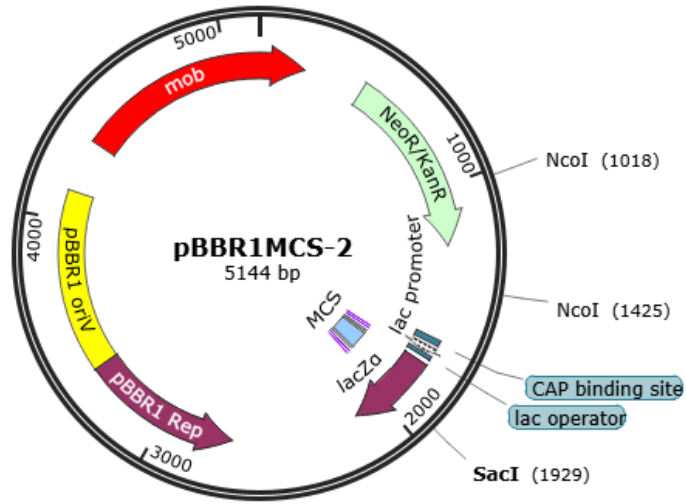 5000
mob
NeoR/KanR
1000
NcoI (1018)
4000
pBBR1 oriV
pBBR1MCS-2
5144 bp
lac promoter
NcoI (1425)
MCS
lacZα
CAP binding site
lac operator
pBBR1 Rep
2000
3000
SacI (1929)